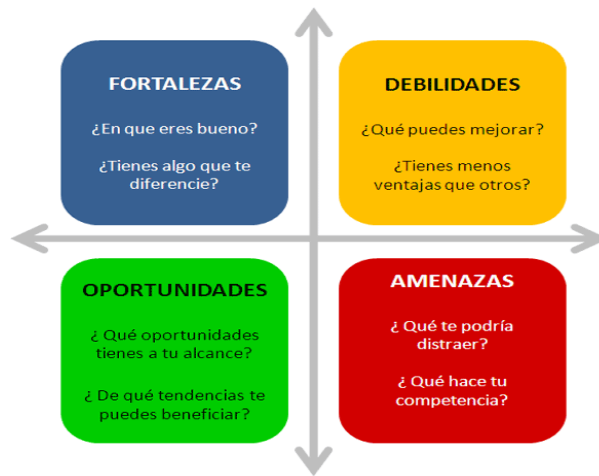 FORTALEZAS
¿En que eres bueno?
¿Tienes algo que te
diferencie?
DEBILIDADES
¿Qué puedes mejorar?
¿Tienes menos
ventajas que otros?
OPORTUNIDADES
¿ Qué oportunidades
tienes a tu alcance?
¿ De qué tendencias te
puedes beneficiar?
AMENAZAS
¿ Qué te podría
distraer?
¿ Qué hace tu
competencia?